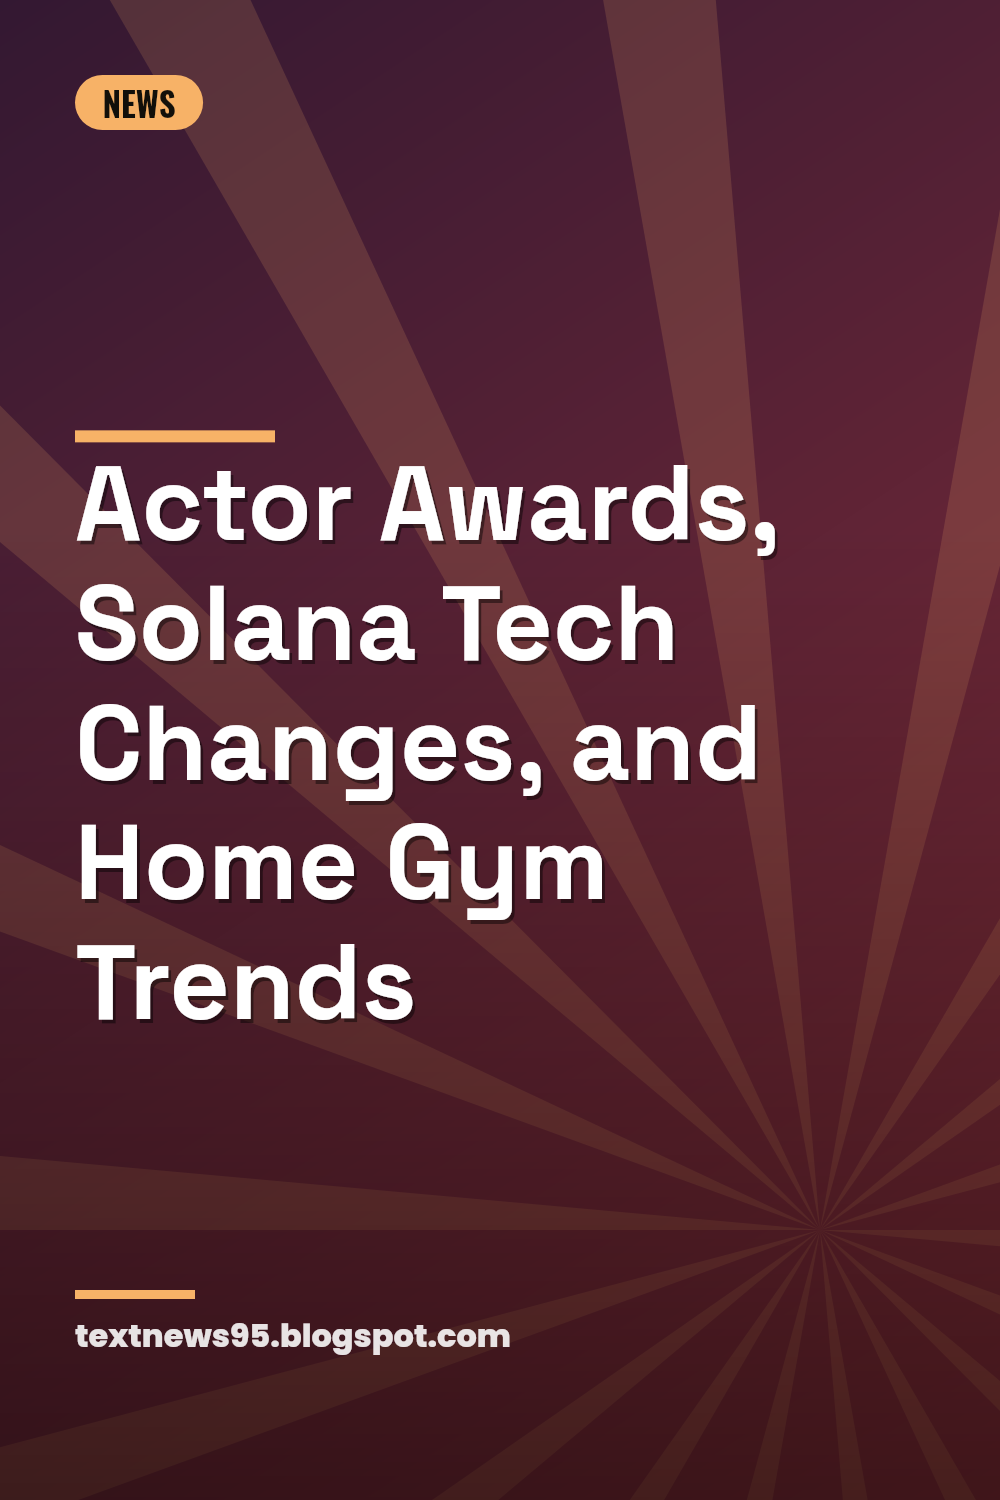 NEWS
Actor Awards,
Solana Tech
Changes, and
Home Gym
Trends
textnews95.blogspot.com